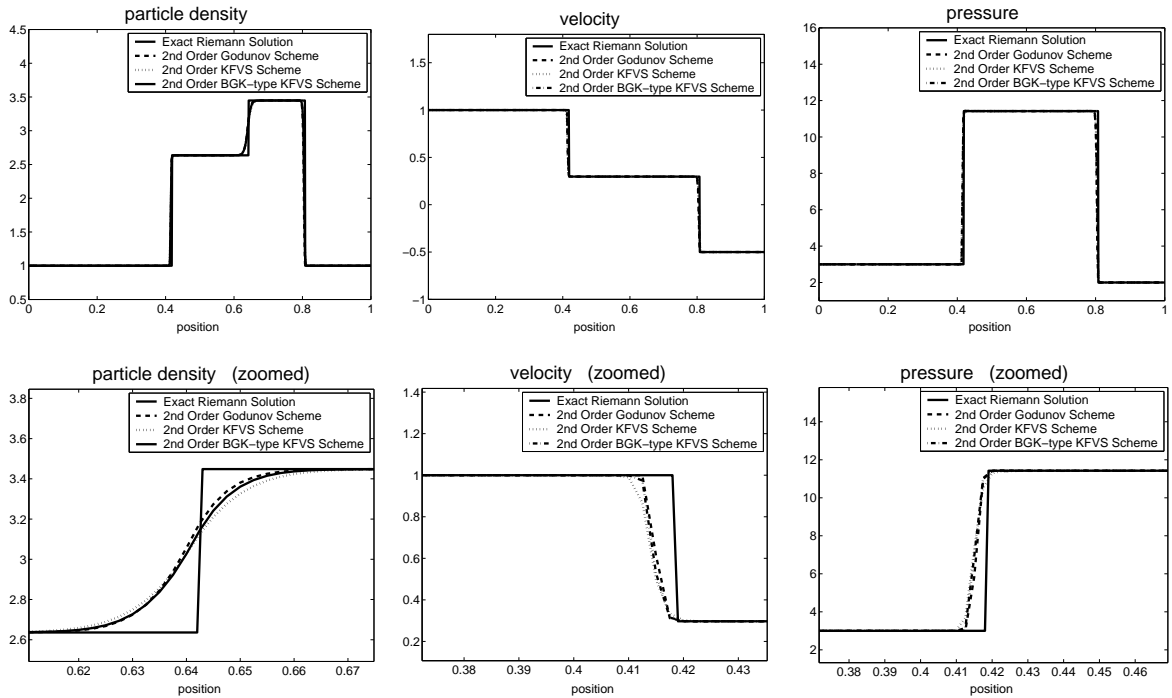 particle density
4.5
4
3.5
3
2.5
2
1.5
1
0.5
0
0.2
0.4
0.6
0.8
1
position
Exact Riemann Solution
2nd Order Godunov Scheme
2nd Order KFVS Scheme
2nd Order BGK−type KFVS Scheme
velocity
1.5
1
0.5
0
−0.5
−1
0
0.2
0.4
0.6
0.8
1
position
Exact Riemann Solution
2nd Order Godunov Scheme
2nd Order KFVS Scheme
2nd Order BGK−type KFVS Scheme
pressure
16
14
12
10
8
6
4
2
0
0.2
0.4
0.6
0.8
1
position
Exact Riemann Solution
2nd Order Godunov Scheme
2nd Order KFVS Scheme
2nd Order BGK−type KFVS Scheme
particle density (zoomed)
3.8
3.6
3.4
3.2
3
2.8
2.6
0.62
0.63
0.64
0.65
0.66
0.67
position
Exact Riemann Solution
2nd Order Godunov Scheme
2nd Order KFVS Scheme
2nd Order BGK−type KFVS Scheme
velocity (zoomed)
1.4
1.2
1
0.8
0.6
0.4
0.2
0.38
0.39
0.4
0.41
0.42
0.43
position
Exact Riemann Solution
2nd Order Godunov Scheme
2nd Order KFVS Scheme
2nd Order BGK−type KFVS Scheme
pressure (zoomed)
14
12
10
8
6
4
2
0.38
0.39
0.4
0.41
0.42
0.43
0.44
0.45
0.46
position
Exact Riemann Solution
2nd Order Godunov Scheme
2nd Order KFVS Scheme
2nd Order BGK−type KFVS Scheme